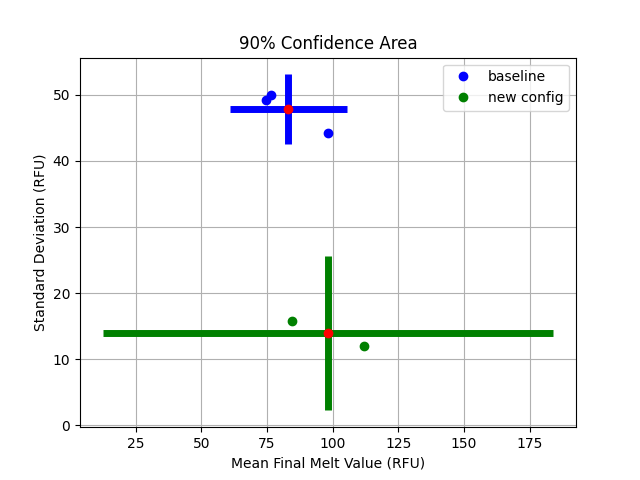 90% Confidence Area
baseline
new config
Standard Deviation (RFU)
50
40
30
20
10
0
25 50 75 100 125 150 175
Mean Final Melt Value (RFU)